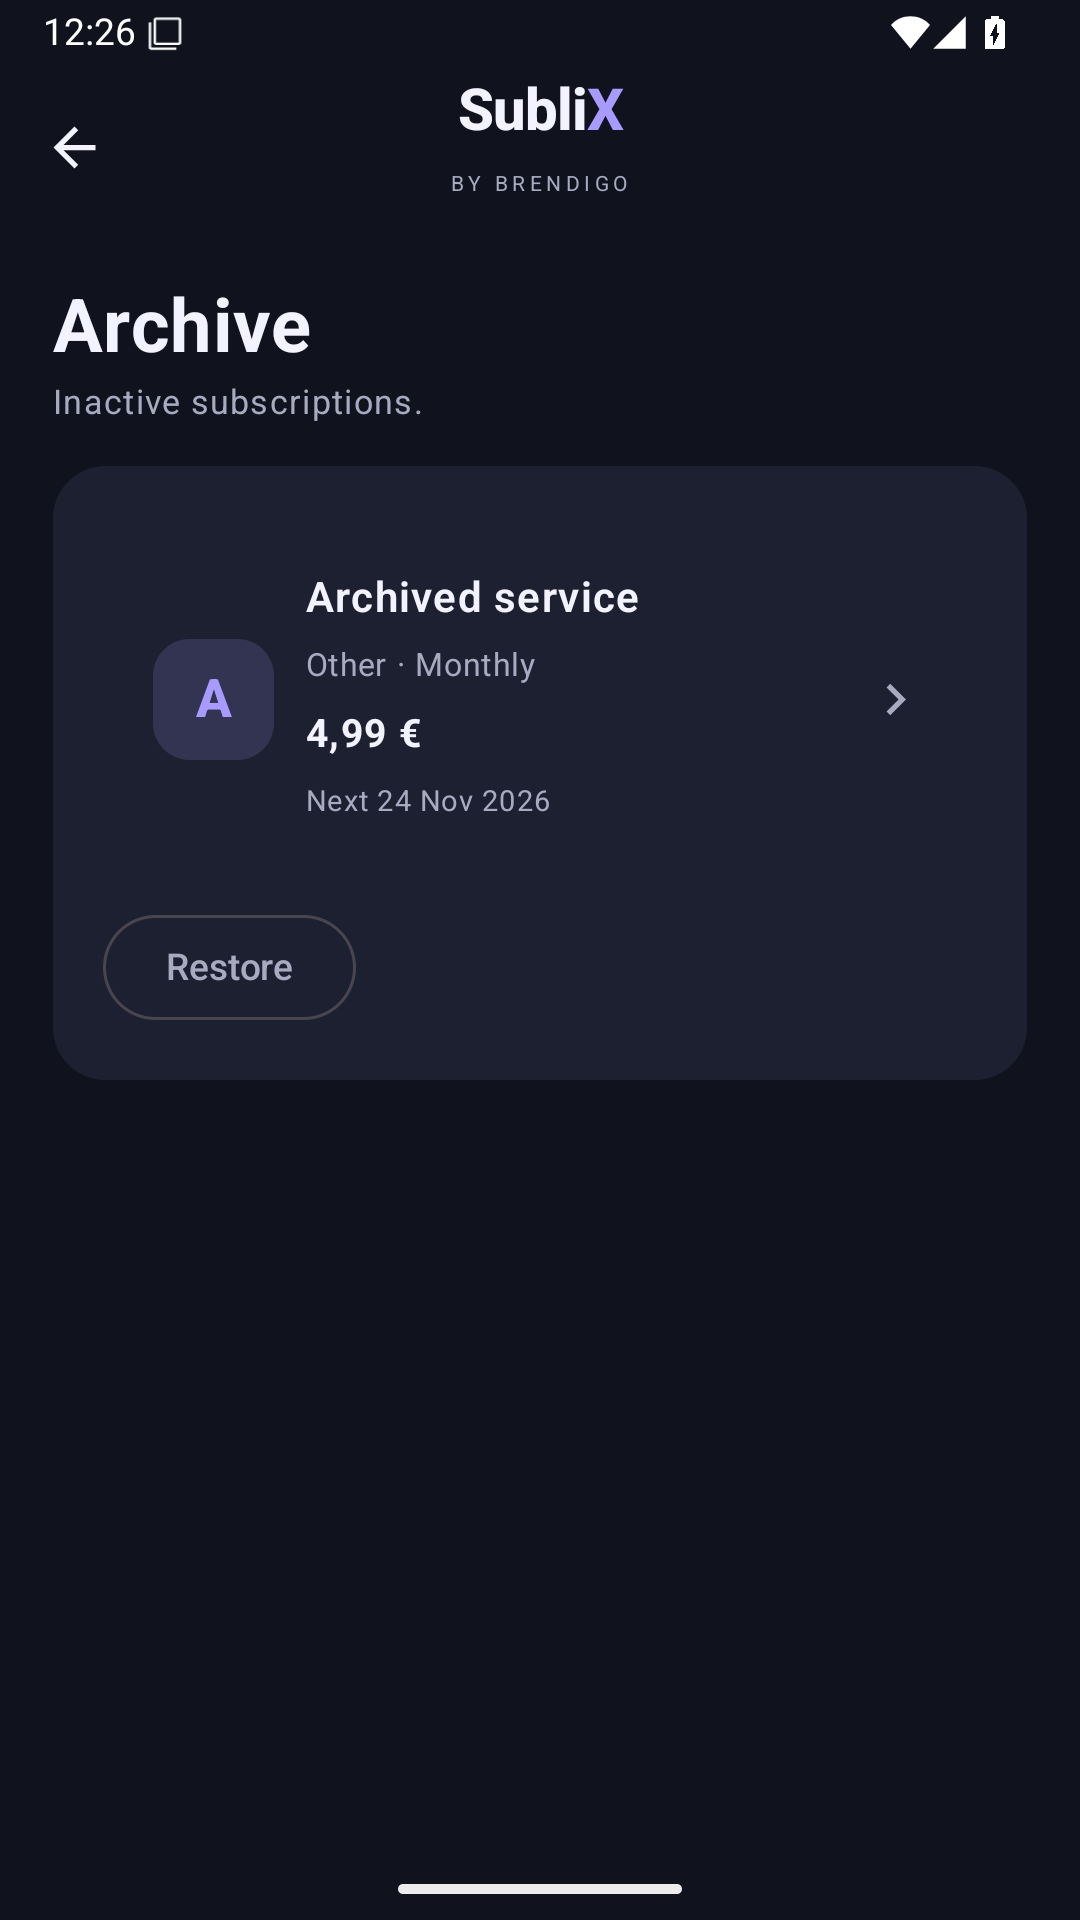 12:26
SubliX
BY BRENDIGO
Archive
Inactive subscriptions.
Archived service
Other · Monthly
A
4,99 €
Next 24 Nov 2026
Restore